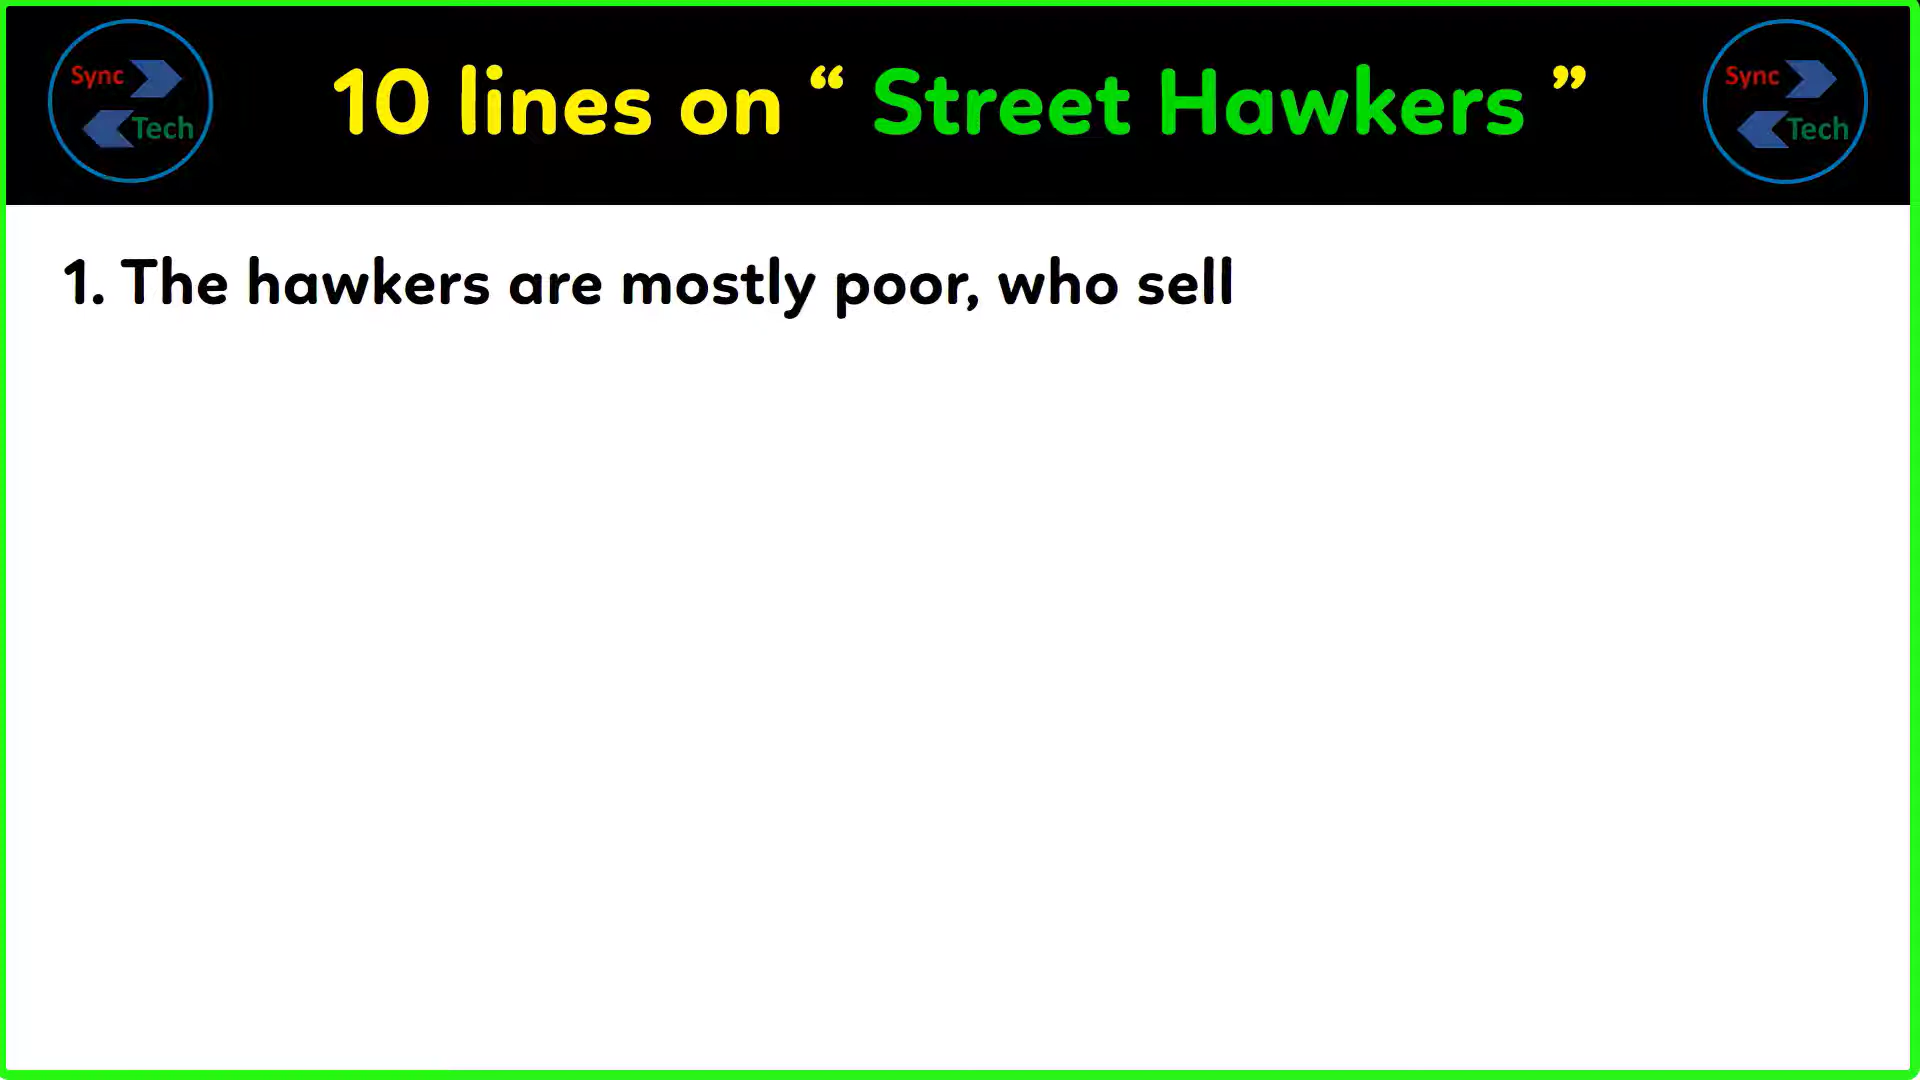 Sync
Tech
10 lines on “ Street Hawkers ”
Sync
Tech
1. The hawkers are mostly poor, who sell